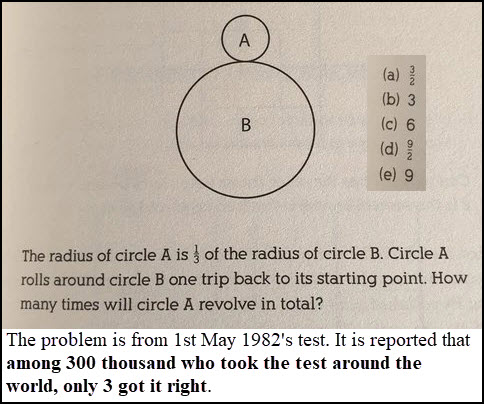 A
B
(a) 3/2
(b) 3
(c) 6
(d) 9/2
(e) 9
The radius of circle A is 1/3 of the radius of circle B. Circle A
rolls around circle B one trip back to its starting point. How
many times will circle A revolve in total?
The problem is from 1st May 1982's test. It is reported that
among 300 thousand who took the test around the
world, only 3 got it right.